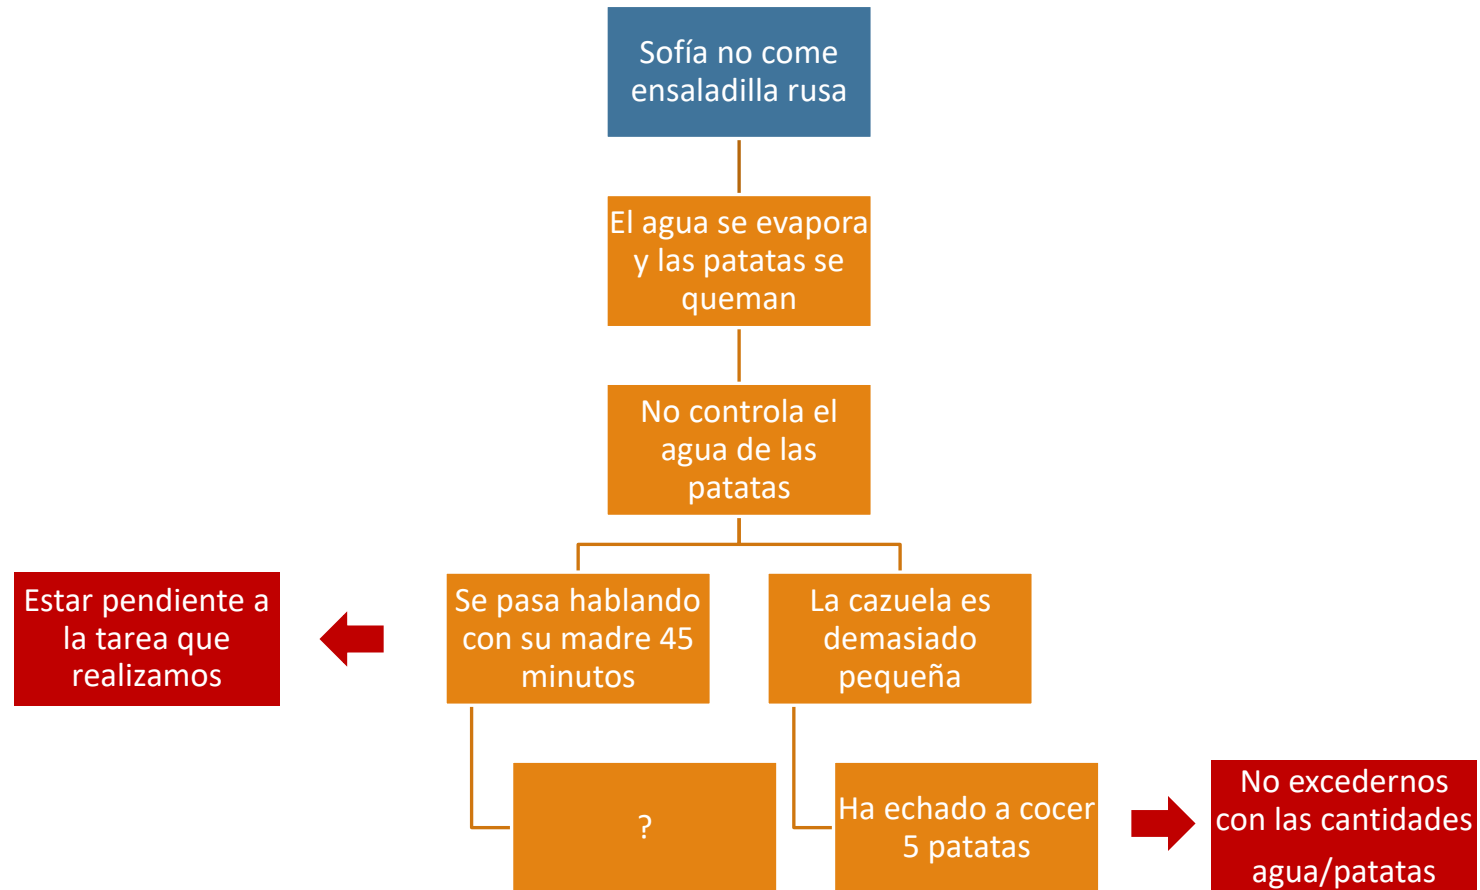 Sofía no come
ensaladilla rusa
El agua se evapora
y las patatas se
queman
No controla el
agua de las
patatas
Estar pendiente a
la tarea que
realizamos
Se pasa hablando
con su madre 45
minutos
La cazuela es
demasiado
pequeña
?
Ha echado a cocer
5 patatas
No excedernos
con las cantidades
agua/patatas